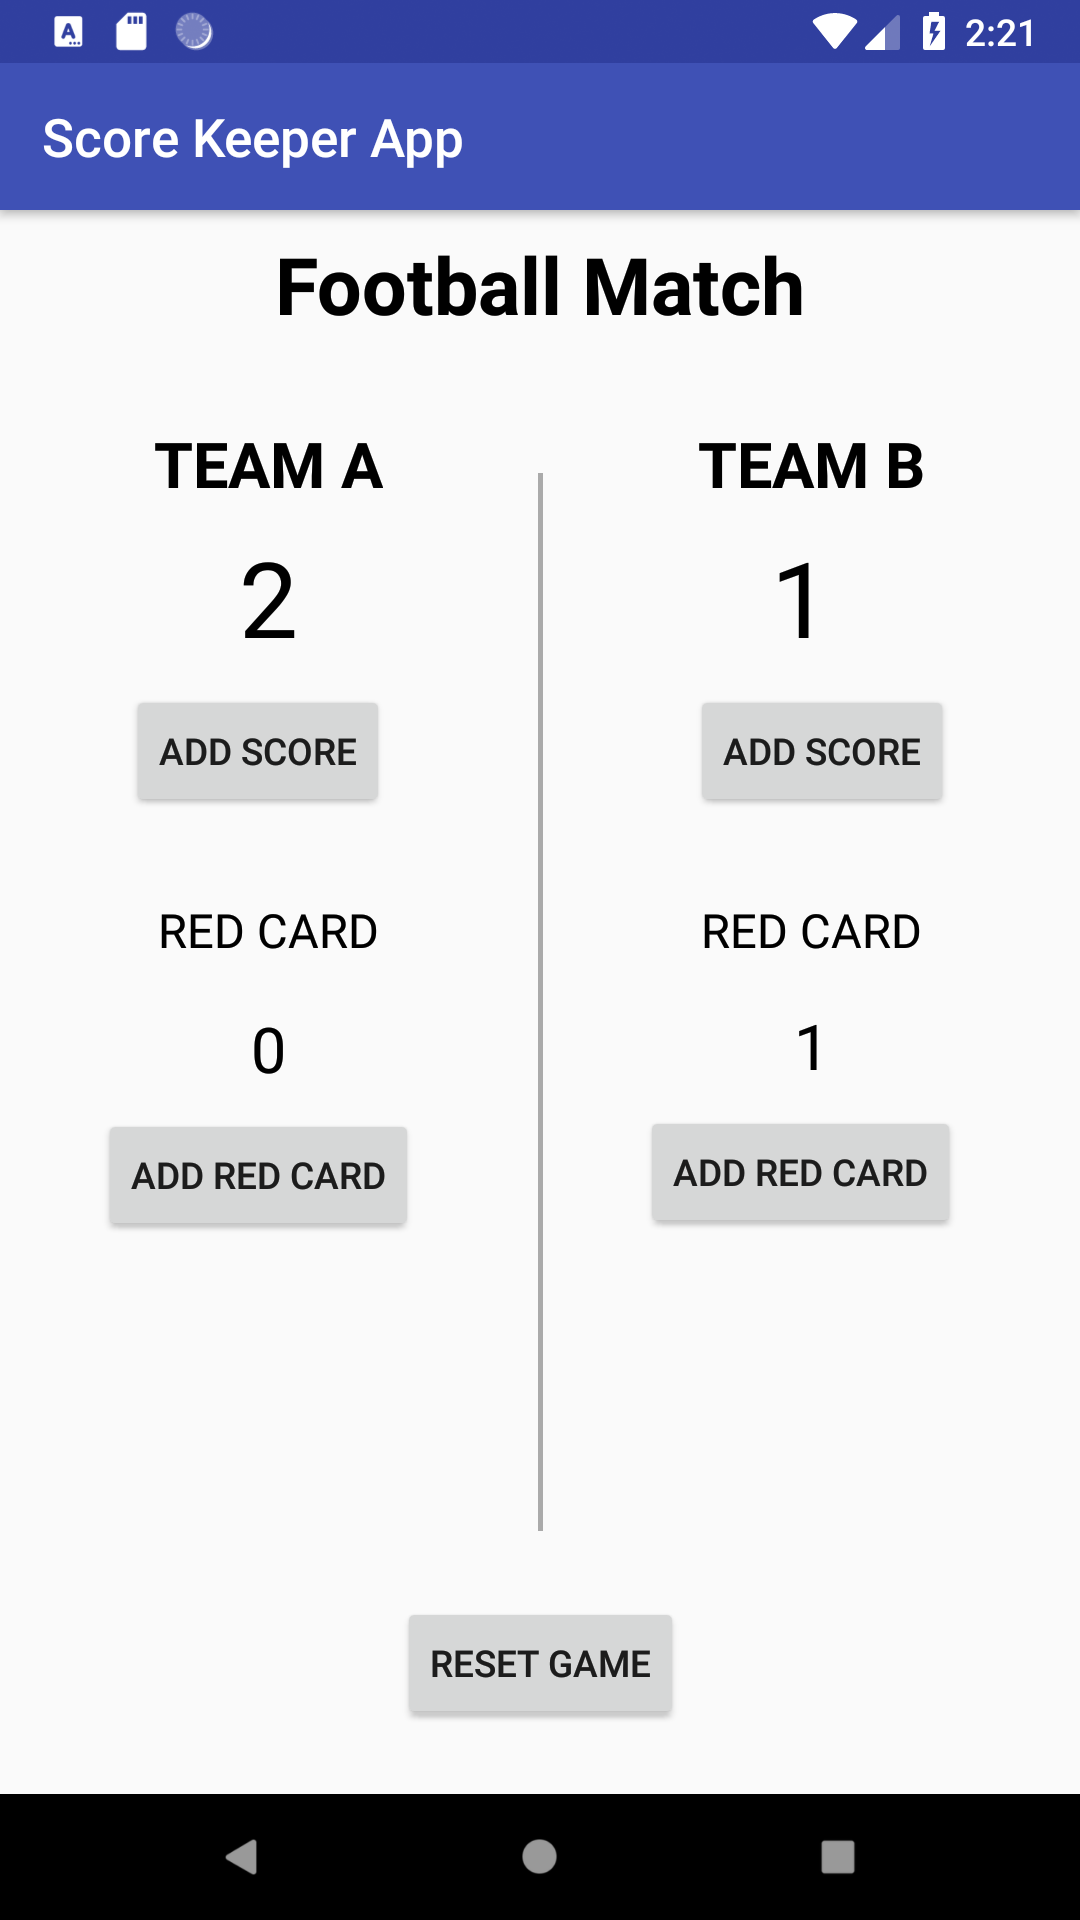 2:21
Score Keeper App
Football Match
TEAM A
2
ADD SCORE
RED CARD
0
ADD RED CARD
TEAM B
1
ADD SCORE
RED CARD
1
ADD RED CARD
RESET GAME